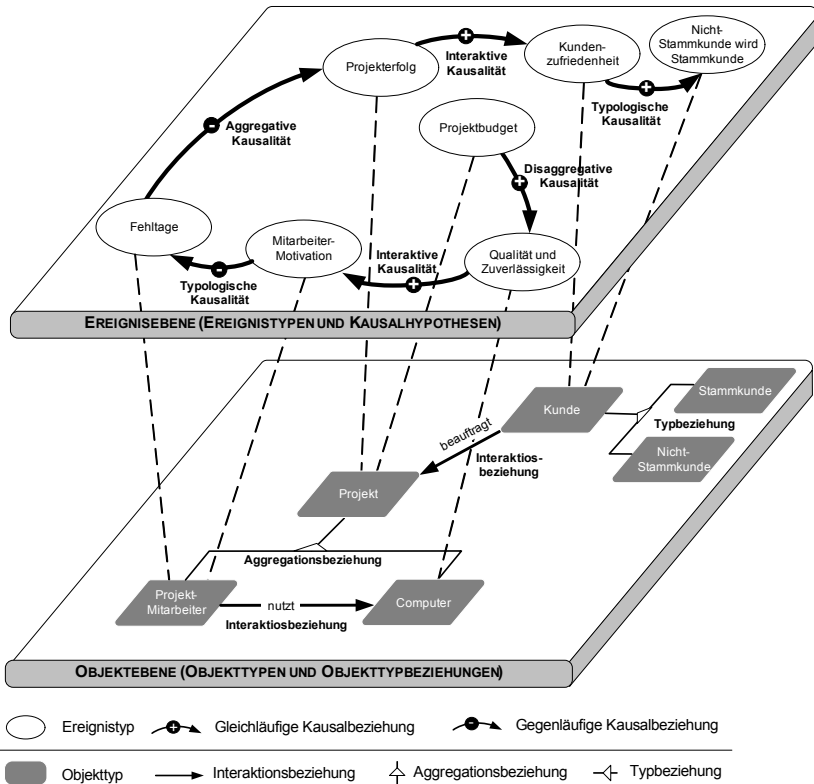 Nicht-
Stammkunde wird
Stammkunde
Kunden-
zufriedenheit
Projekterfolg
Interaktive
Kausalität
Typologische
Kausalität
Aggregative
Kausalität
Projektbudget
Disaggregative
Kausalität
Fehltage
Mitarbeiter-
Motivation
Interaktive
Kausalität
Qualität und
Zuverlässigkeit
Typologische
Kausalität
EREIGNISEBENE (EREIGNISTYPEN UND KAUSALHYPOTHESEN)
Stammkunde
Kunde
Typbeziehung
beauftragt
Nicht-
Stammkunde
Interaktios-
beziehung
Projekt
Aggregationsbeziehung
Projekt-
Mitarbeiter
nutzt
Computer
Interaktiosbeziehung
OBJEKTEBENE (OBJEKTTYPEN UND OBJEKTTYPBEZIEHUNGEN)
Ereignistyp
Gleichläufige Kausalbeziehung
Gegenläufige Kausalbeziehung
Objekttyp
Interaktionsbeziehung
Aggregationsbeziehung
Typbeziehung